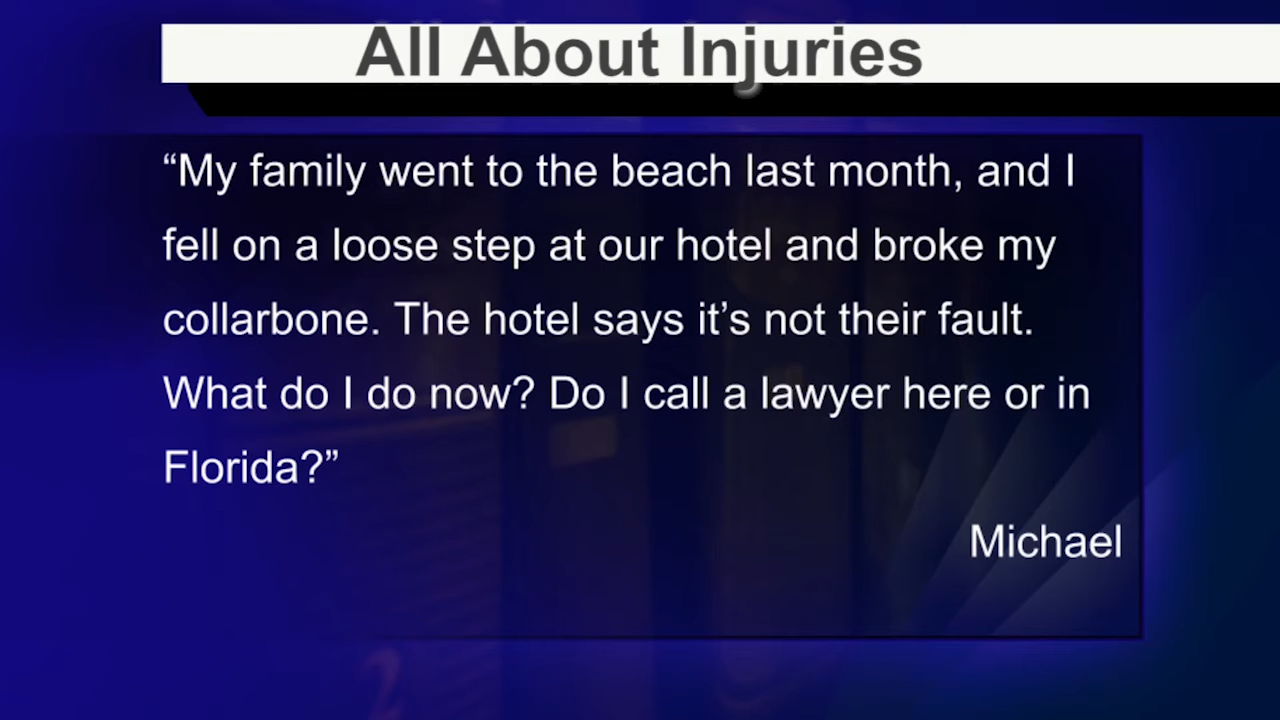 All About Injuries
“My family went to the beach last month, and I
fell on a loose step at our hotel and broke my
collarbone. The hotel says it’s not their fault.
What do I do now? Do I call a lawyer here or in
Florida?”
Michael
2